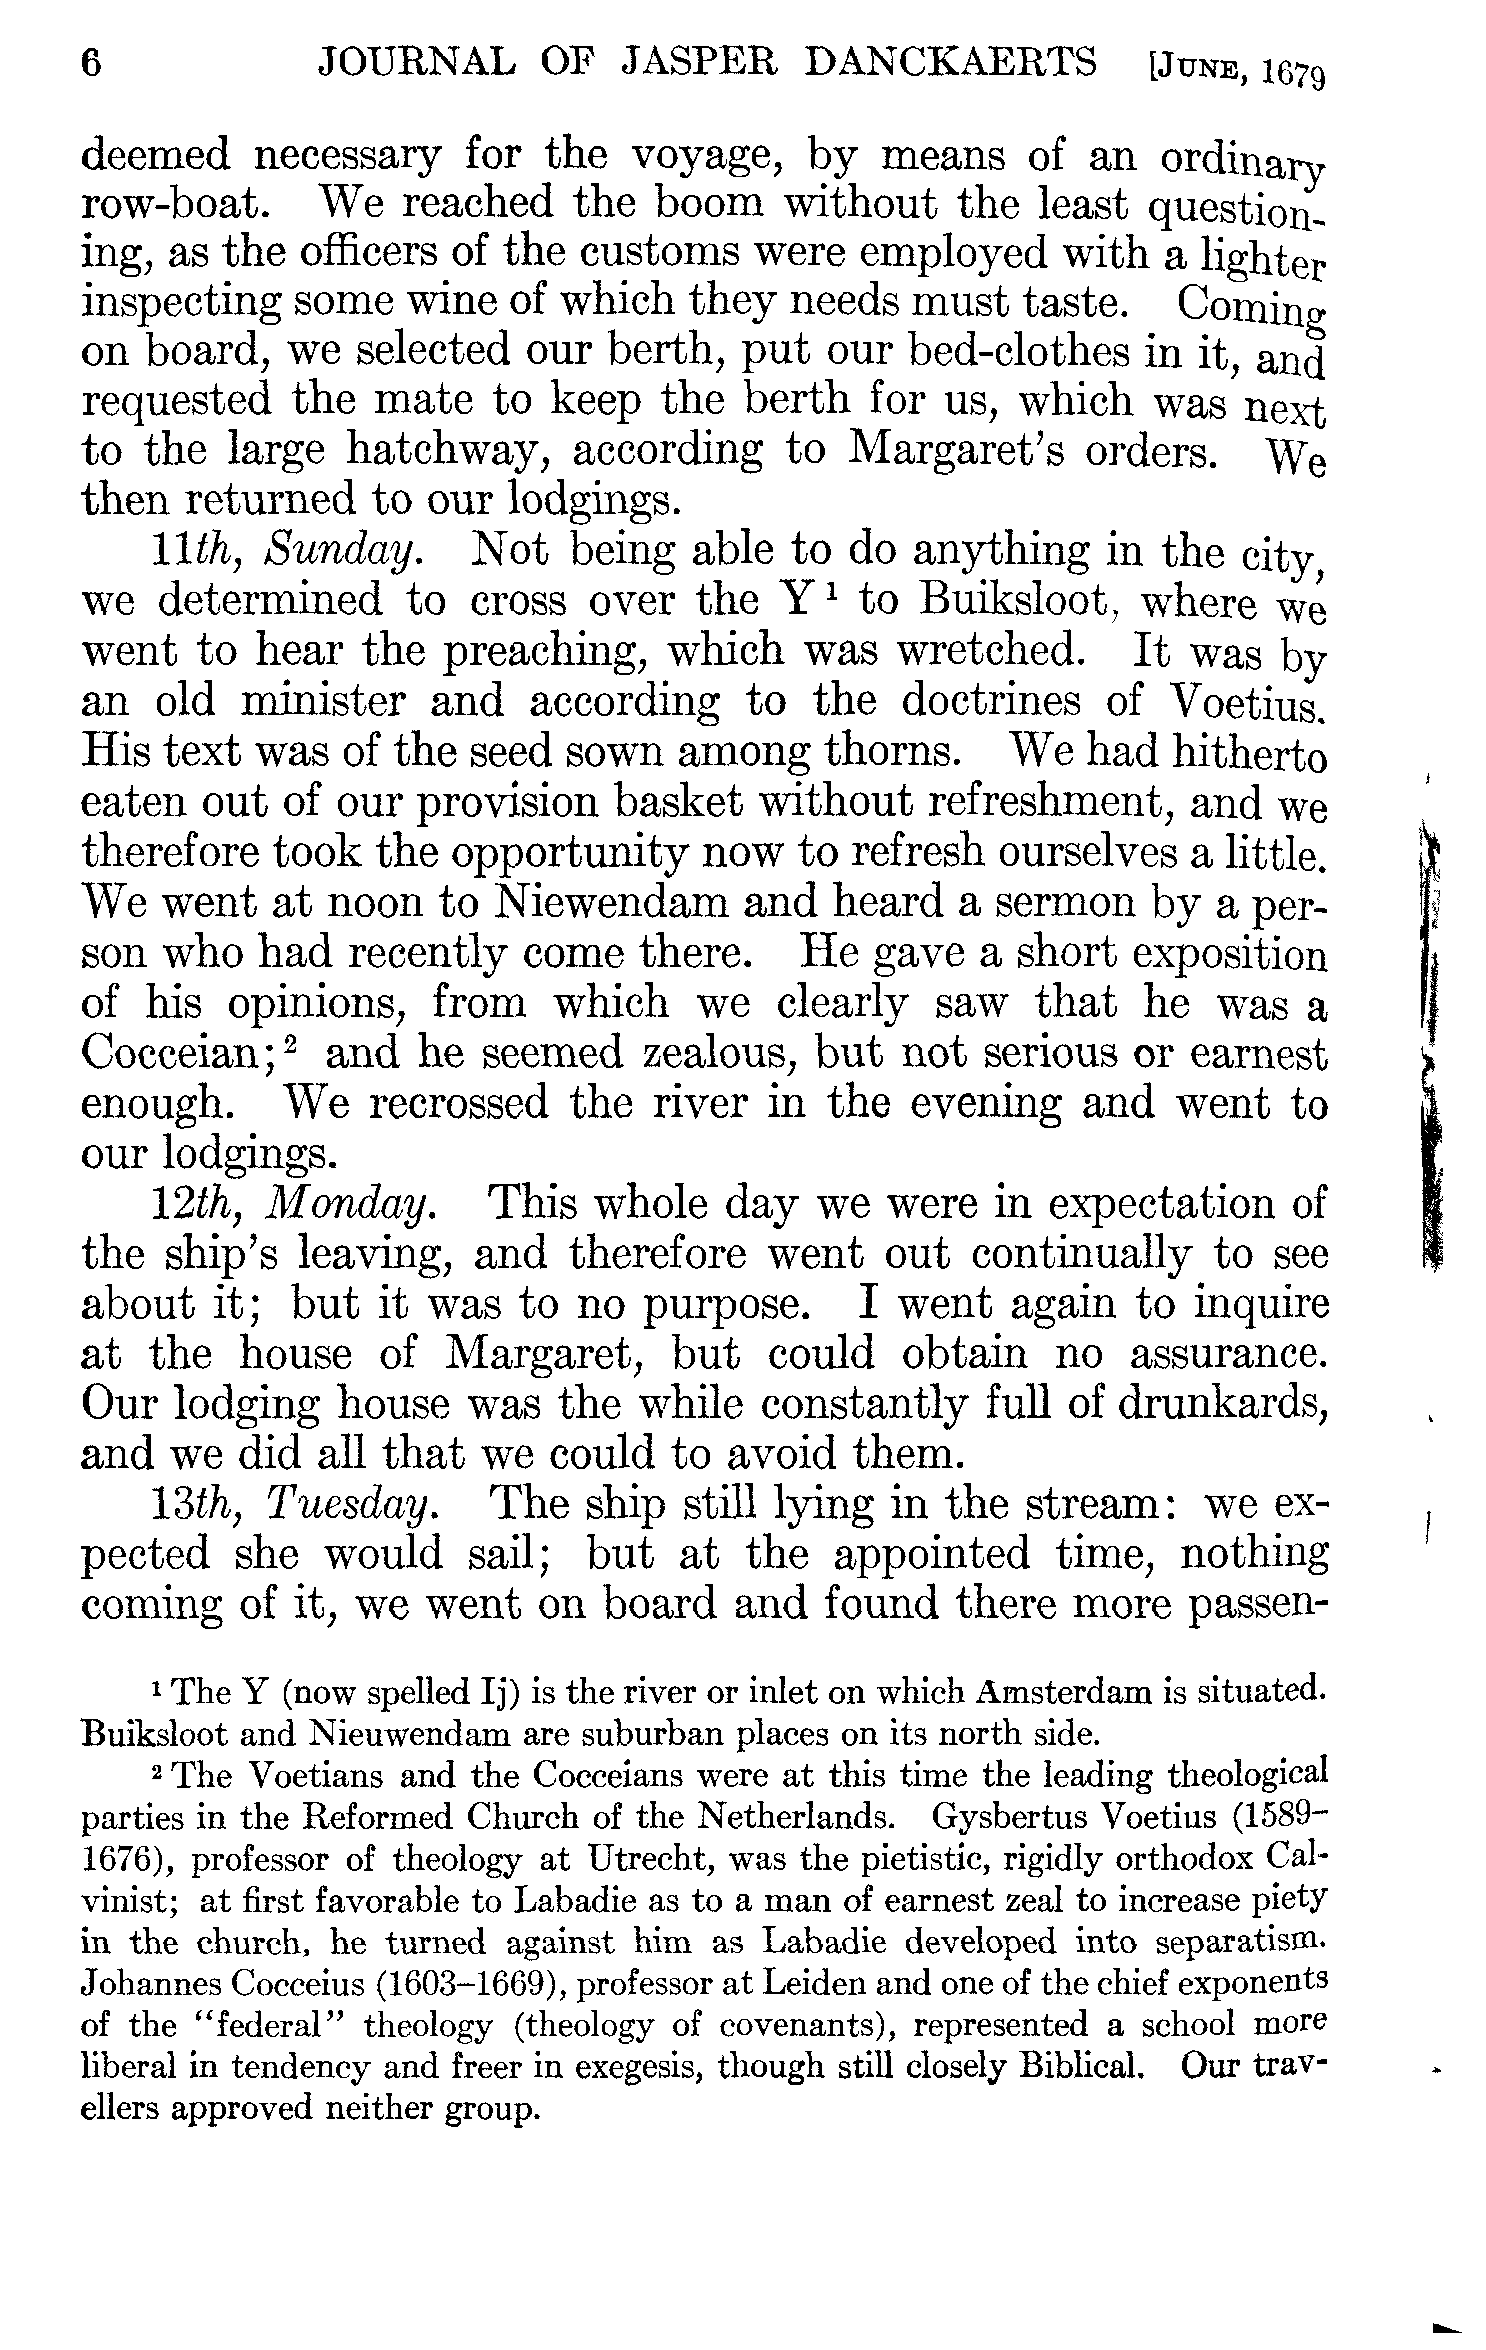 6 JOURNAL OF JASPER DANCKAERTS [JUNE, 1679
deemed necessary for the voyage, by means of an ordinary
row-boat. We reached the boom without the least question-
ing, as the officers of the customs were employed with a lighter
inspecting some wine of which they needs must taste. Coming
on board, we selected our berth, put our bed-clothes in it, and
requested the mate to keep the berth for us, which was next
to the large hatchway, according to Margaret's orders. We
then returned to our lodgings.
11th, Sunday. Not being able to do anything in the city,
we determined to cross over the Y ¹ to Buiksloot, where we
went to hear the preaching, which was wretched. It was by
an old minister and according to the doctrines of Voetius.
His text was of the seed sown among thorns. We had hitherto
eaten out of our provision basket without refreshment, and we
therefore took the opportunity now to refresh ourselves a little.
We went at noon to Niewendam and heard a sermon by a per-
son who had recently come there. He gave a short exposition
of his opinions, from which we clearly saw that he was a
Cocceian; ² and he seemed zealous, but not serious or earnest
enough. We recrossed the river in the evening and went to
our lodgings.
12th, Monday. This whole day we were in expectation of
the ship's leaving, and therefore went out continually to see
about it; but it was to no purpose. I went again to inquire
at the house of Margaret, but could obtain no assurance.
Our lodging house was the while constantly full of drunkards,
and we did all that we could to avoid them.
13th, Tuesday. The ship still lying in the stream: we ex-
pected she would sail; but at the appointed time, nothing
coming of it, we went on board and found there more passen-
¹ The Y (now spelled Ij) is the river or inlet on which Amsterdam is situated.
Buiksloot and Nieuwendam are suburban places on its north side.
² The Voetians and the Cocceians were at this time the leading theological
parties in the Reformed Church of the Netherlands. Gysbertus Voetius (1589–
1676), professor of theology at Utrecht, was the pietistic, rigidly orthodox Cal-
vinist; at first favorable to Labadie as to a man of earnest zeal to increase piety
in the church, he turned against him as Labadie developed into separatism.
Johannes Cocceius (1603–1669), professor at Leiden and one of the chief exponents
of the "federal" theology (theology of covenants), represented a school more
liberal in tendency and freer in exegesis, though still closely Biblical. Our trav-
ellers approved neither group.